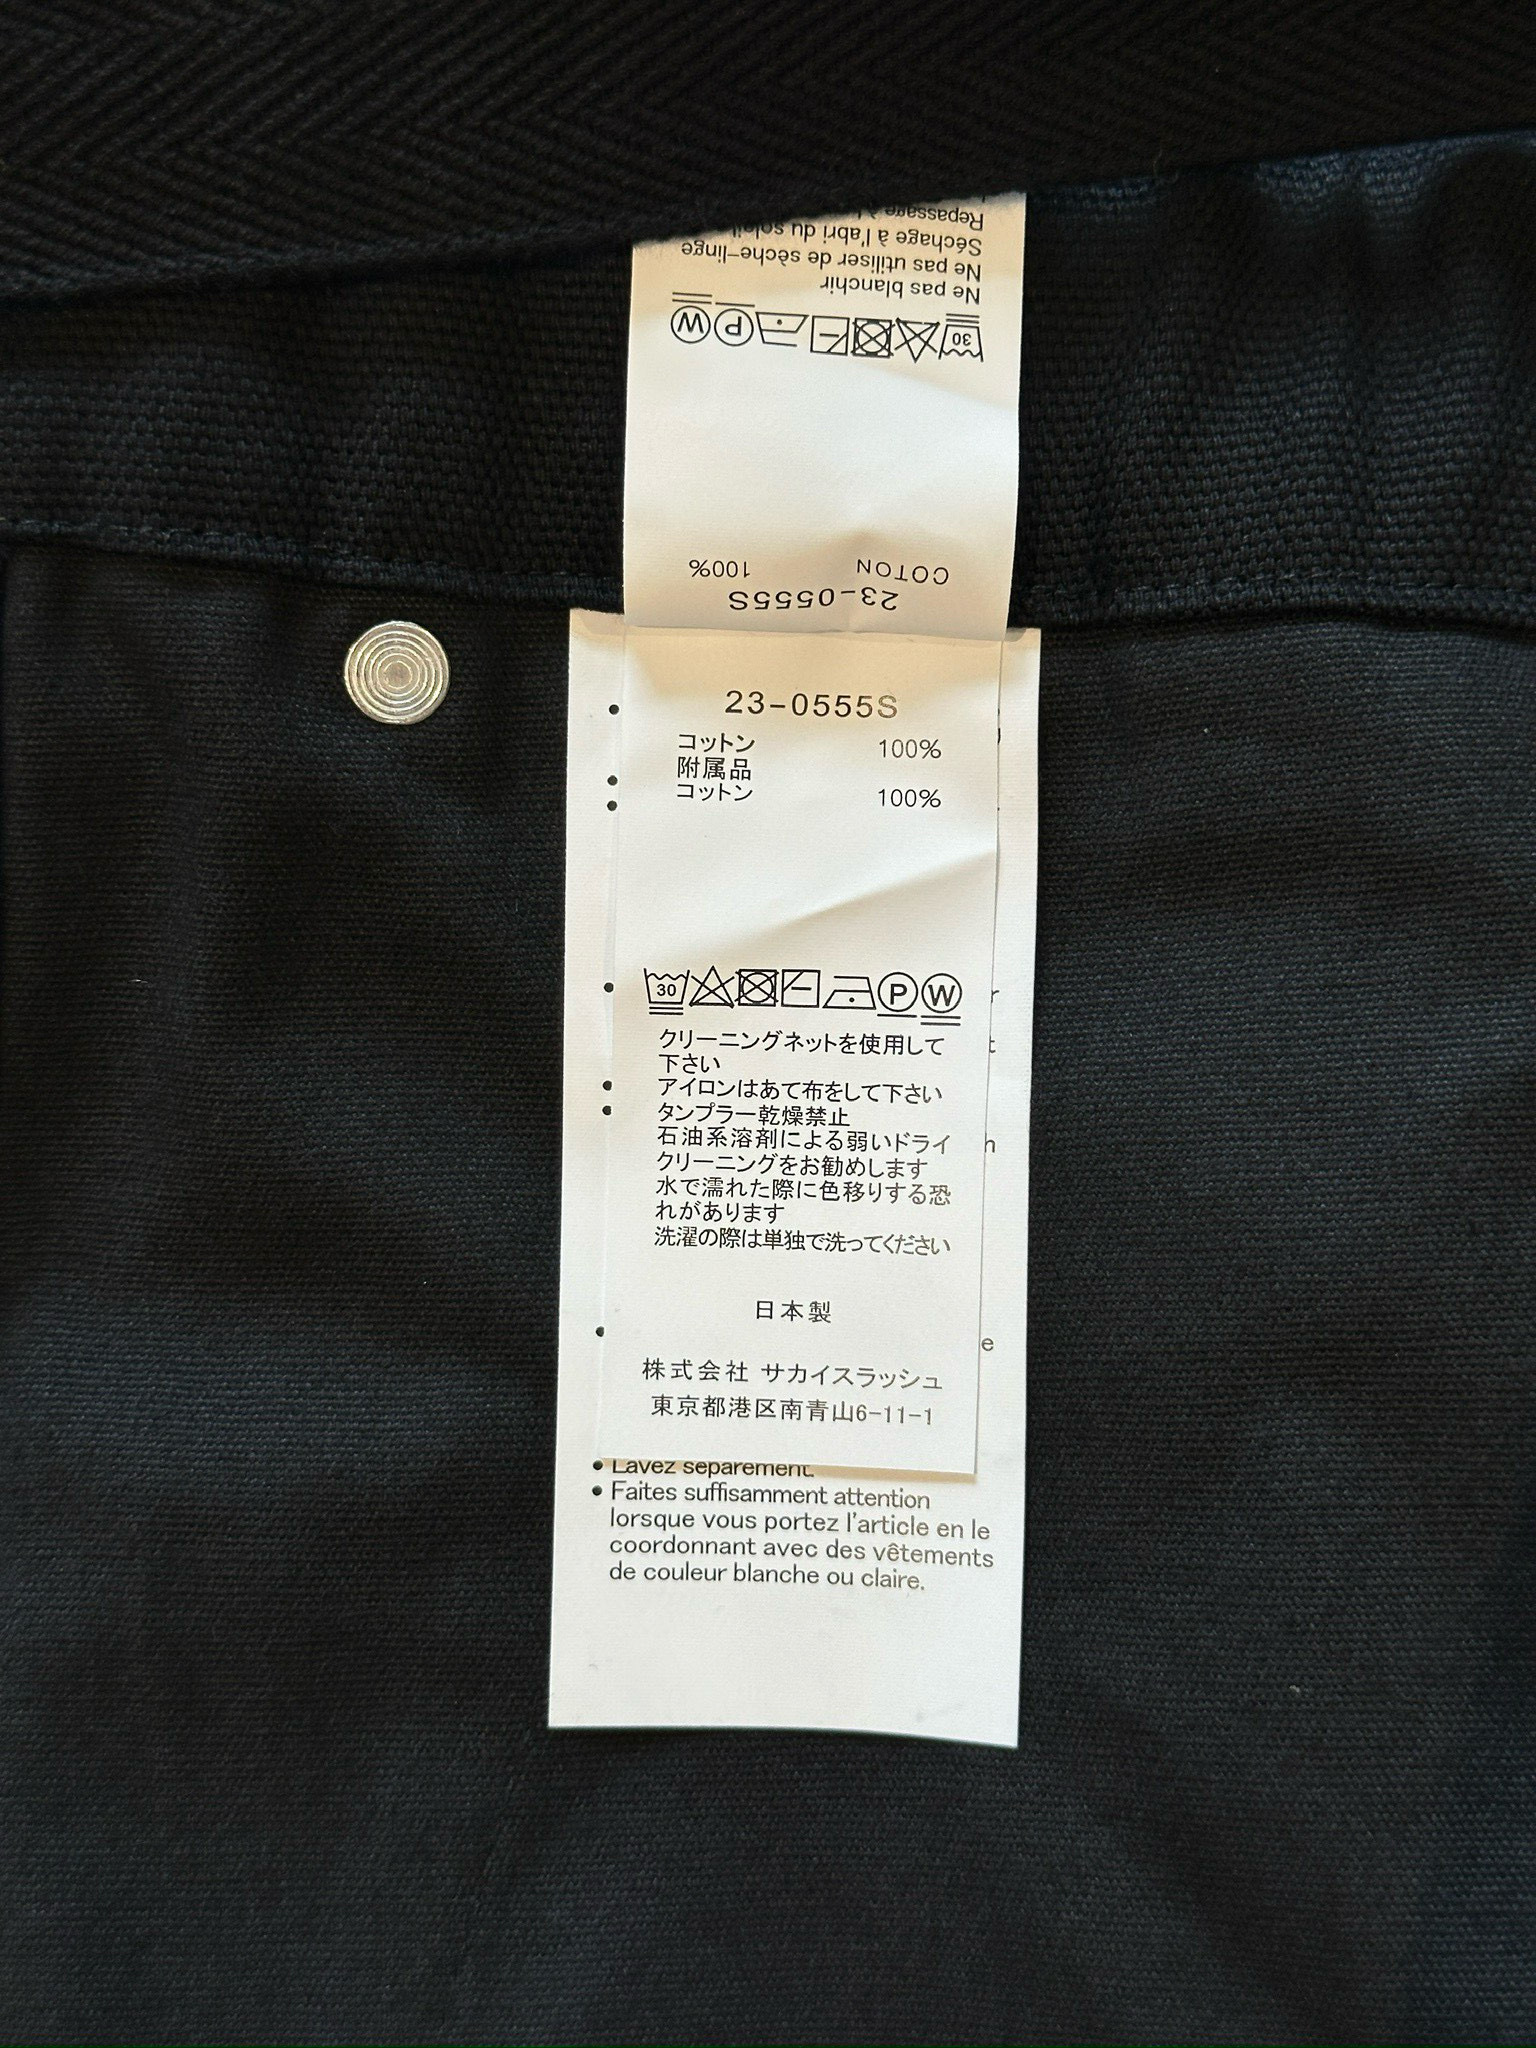 Repassage à
Séchage à l'abri du soleil
Ne pas utiliser de sèche-linge
Ne pas blanchir
30 P W
COTON 100%
23-0555S
23-0555S
コットン 100%
附属品
コットン 100%
30 P W
クリーニングネットを使用して
下さい
アイロンはあて布をして下さい
タンブラー乾燥禁止
石油系溶剤による弱いドライ
クリーニングをお勧めします
水で濡れた際に色移りする恐
れがあります
洗濯の際は単独で洗ってください
日本製
株式会社 サカイスラッシュ
東京都港区南青山6-11-1
• Lavez séparément.
• Faites suffisamment attention
lorsque vous portez l'article en le
coordonnant avec des vêtements
de couleur blanche ou claire.